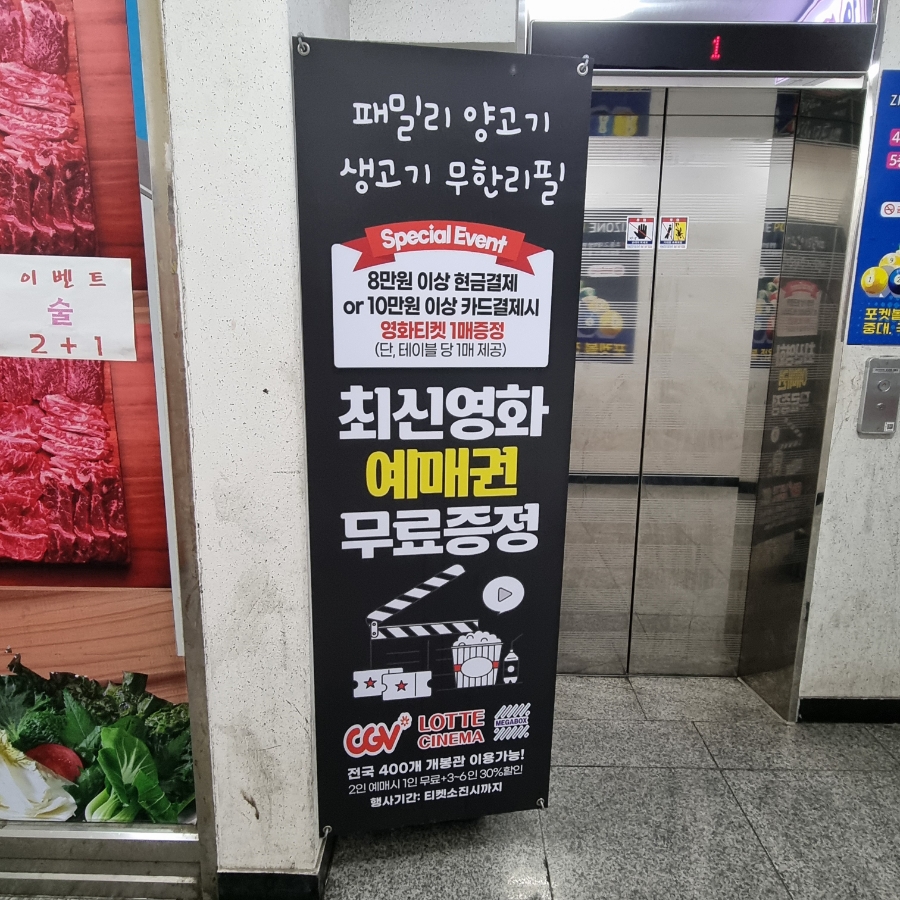 이벤트
술
2+1
패밀리 양고기
생고기 무한리필
Special Event
8만원 이상 현금결제
or 10만원 이상 카드결제시
영화티켓 1매증정
(단, 테이블 당 1매 제공)
최신영화
예매권
무료증정
CGV
LOTTE
CINEMA
MEGABOX
전국 400개 개봉관 이용가능!
2인 예매시 1인 무료+3~6인 30%할인
행사기간: 티켓소진시까지
1
포켓볼
중대,